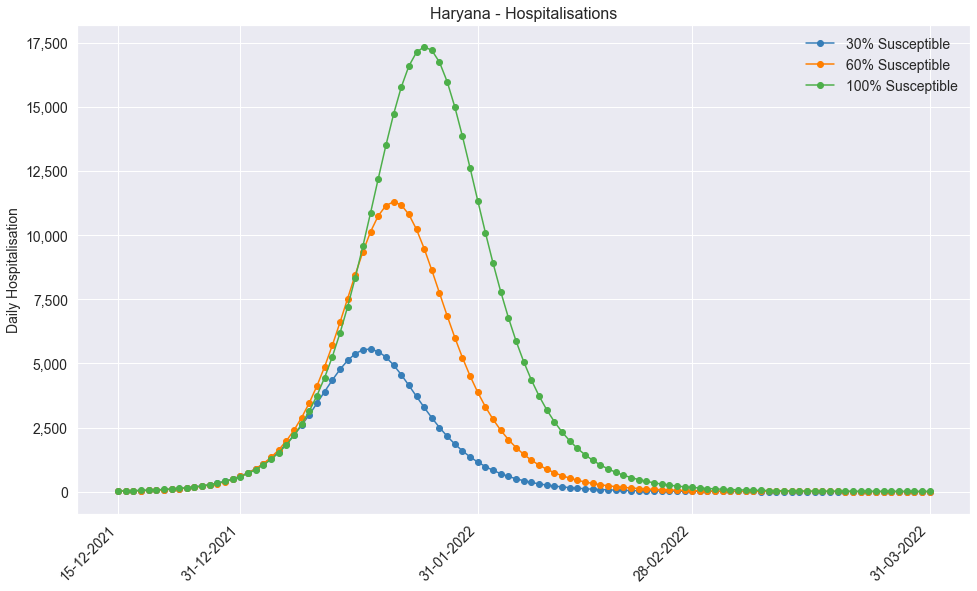 Haryana - Hospitalisations
30% Susceptible
60% Susceptible
100% Susceptible
Daily Hospitalisation
17,500
15,000
12,500
10,000
7,500
5,000
2,500
0
15-12-2021
31-12-2021
31-01-2022
28-02-2022
31-03-2022